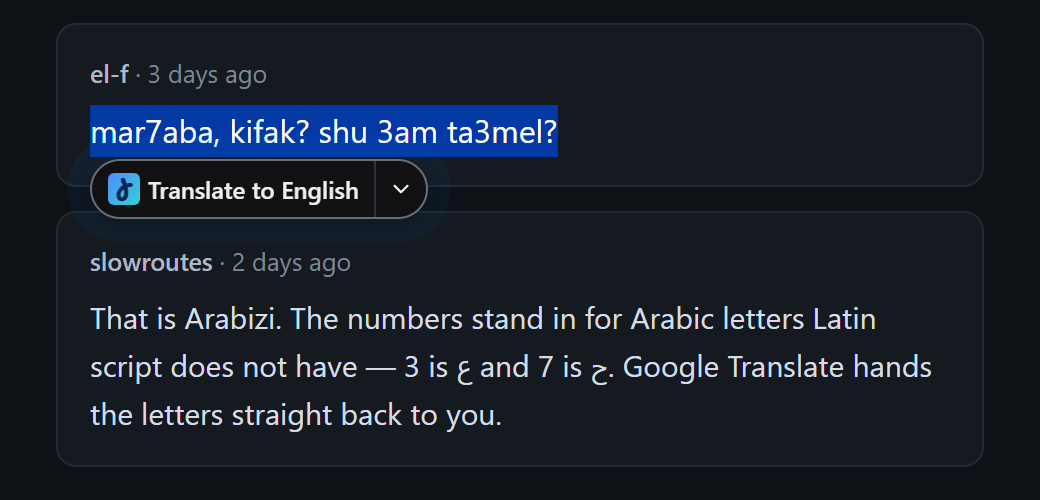 el-f · 3 days ago
mar7aba, kifak? shu 3am ta3mel?
Translate to English
slowroutes · 2 days ago
That is Arabizi. The numbers stand in for Arabic letters Latin
script does not have — 3 is ع and 7 is ح. Google Translate hands
the letters straight back to you.